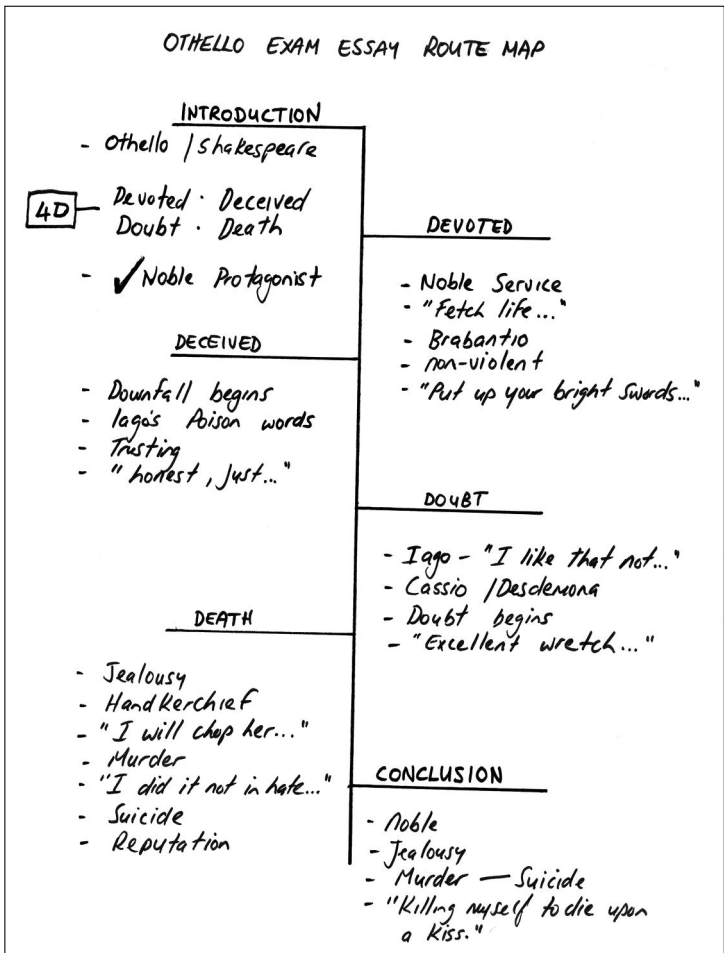 OTHELLO EXAM ESSAY ROUTE MAP
INTRODUCTION
- Othello / Shakespeare
4D
Devoted · Deceived
Doubt · Death
- ✓Noble Protagonist
DEVOTED
- Noble Service
- "Fetch life..."
- Brabantio
- non-violent
- "Put up your bright Swords..."
DECEIVED
- Downfall begins
- Iago's Poison words
- Trusting
- "honest, Just..."
DOUBT
- Iago - "I like that not..."
- Cassio / Desdemona
- Doubt begins
- "Excellent wretch..."
DEATH
- Jealousy
- Handkerchief
- "I will chop her..."
- Murder
- "I did it not in hate..."
- Suicide
- Reputation
CONCLUSION
- Noble
- Jealousy
- Murder — Suicide
- "Killing myself to die upon
a Kiss."